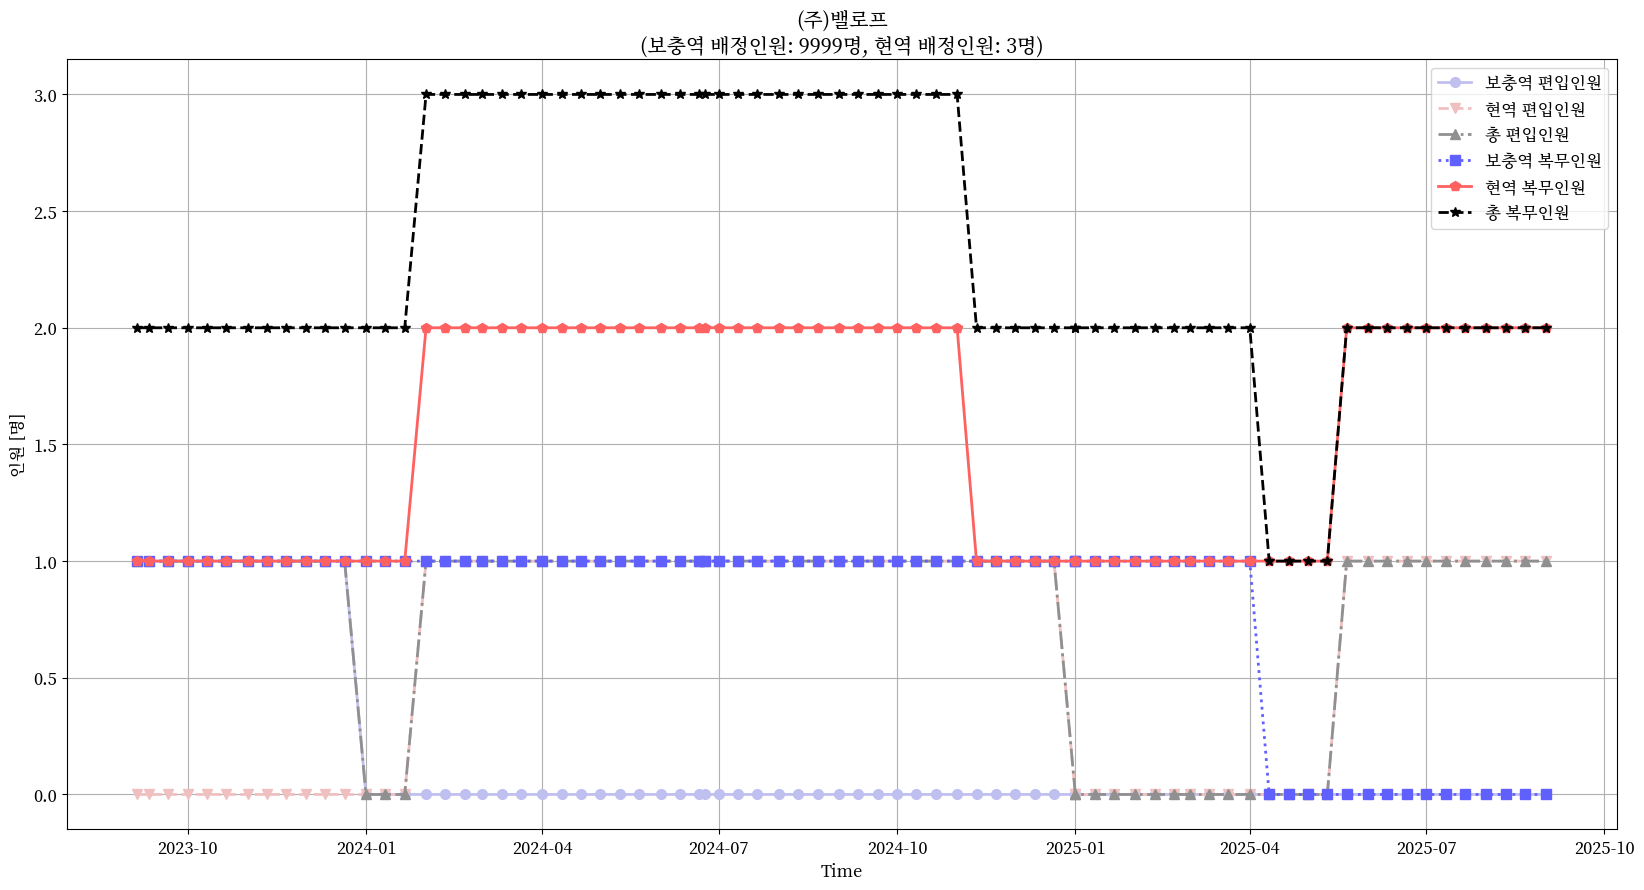 (주)밸로프
(보충역 배정인원: 9999명, 현역 배정인원: 3명)
보충역 편입인원
현역 편입인원
총 편입인원
보충역 복무인원
현역 복무인원
총 복무인원
인원 [명]
3.0
2.5
2.0
1.5
1.0
0.5
0.0
2023-10
2024-01
2024-04
2024-07
2024-10
2025-01
2025-04
2025-07
2025-10
Time